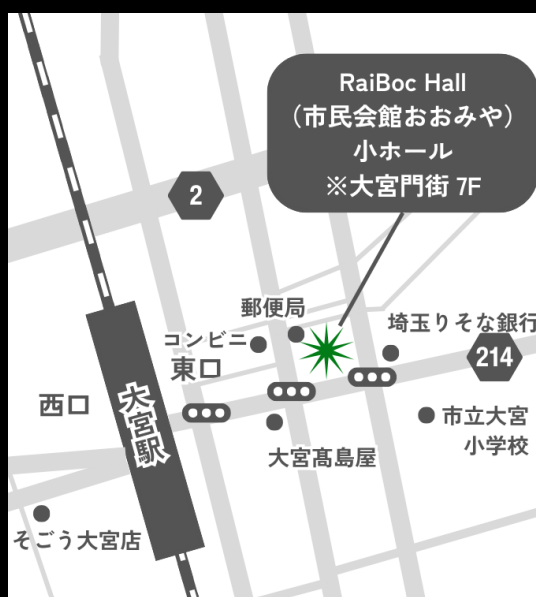 RaiBoc Hall
（市民会館おおみや）
小ホール
※大宮門街 7F
2
郵便局
コンビニ
東口
埼玉りそな銀行
214
西口
大宮駅
市立大宮
小学校
大宮髙島屋
そごう大宮店